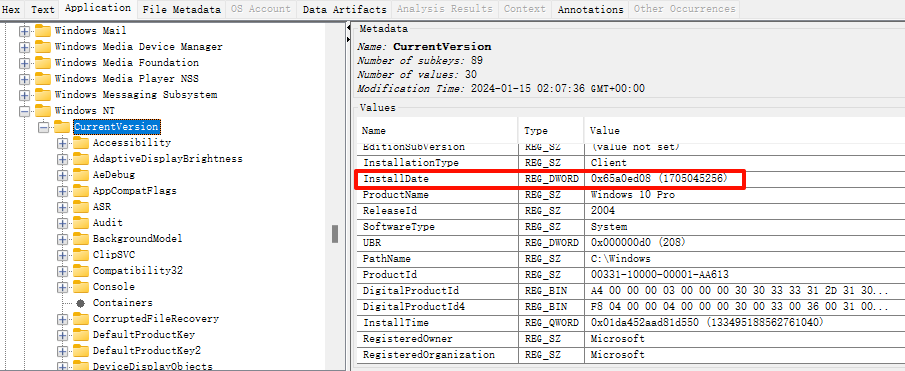 Hex Text Application File Metadata OS Account Data Artifacts Analysis Results Context Annotations Other Occurrences
Windows Mail
Windows Media Device Manager
Windows Media Foundation
Windows Media Player NSS
Windows Messaging Subsystem
Windows NT
CurrentVersion
Accessibility
AdaptiveDisplayBrightness
AeDebug
AppCompatFlags
ASR
Audit
BackgroundModel
ClipSVC
Compatibility32
Console
Containers
CorruptedFileRecovery
DefaultProductKey
DefaultProductKey2
DeviceDisplayObjects
Metadata
Name: CurrentVersion
Number of subkeys: 89
Number of values: 30
Modification Time: 2024-01-15 02:07:36 GMT+00:00
Values
Name Type Value
EditionSubVersion REG_SZ (value not set)
InstallationType REG_SZ Client
InstallDate REG_DWORD 0x65a0ed08 (1705045256)
ProductName REG_SZ Windows 10 Pro
ReleaseId REG_SZ 2004
SoftwareType REG_SZ System
UBR REG_DWORD 0x000000d0 (208)
PathName REG_SZ C:\Windows
ProductId REG_SZ 00331-10000-00001-AA613
DigitalProductId REG_BIN A4 00 00 00 03 00 00 00 30 30 33 33 31 2D 31 30...
DigitalProductId4 REG_BIN F8 04 00 00 04 00 00 00 30 00 33 00 36 00 31 00...
InstallTime REG_QWORD 0x01da452aad81d550 (133495188562761040)
RegisteredOwner REG_SZ Microsoft
RegisteredOrganization REG_SZ Microsoft